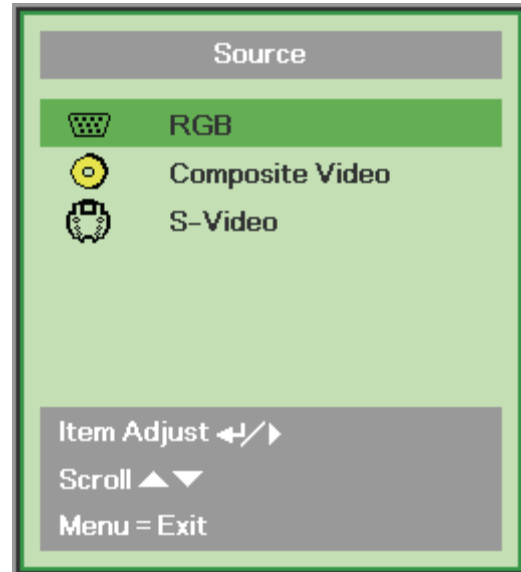 Source
RGB
Composite Video
S-Video
Item Adjust ↵/▶
Scroll ▲▼
Menu = Exit